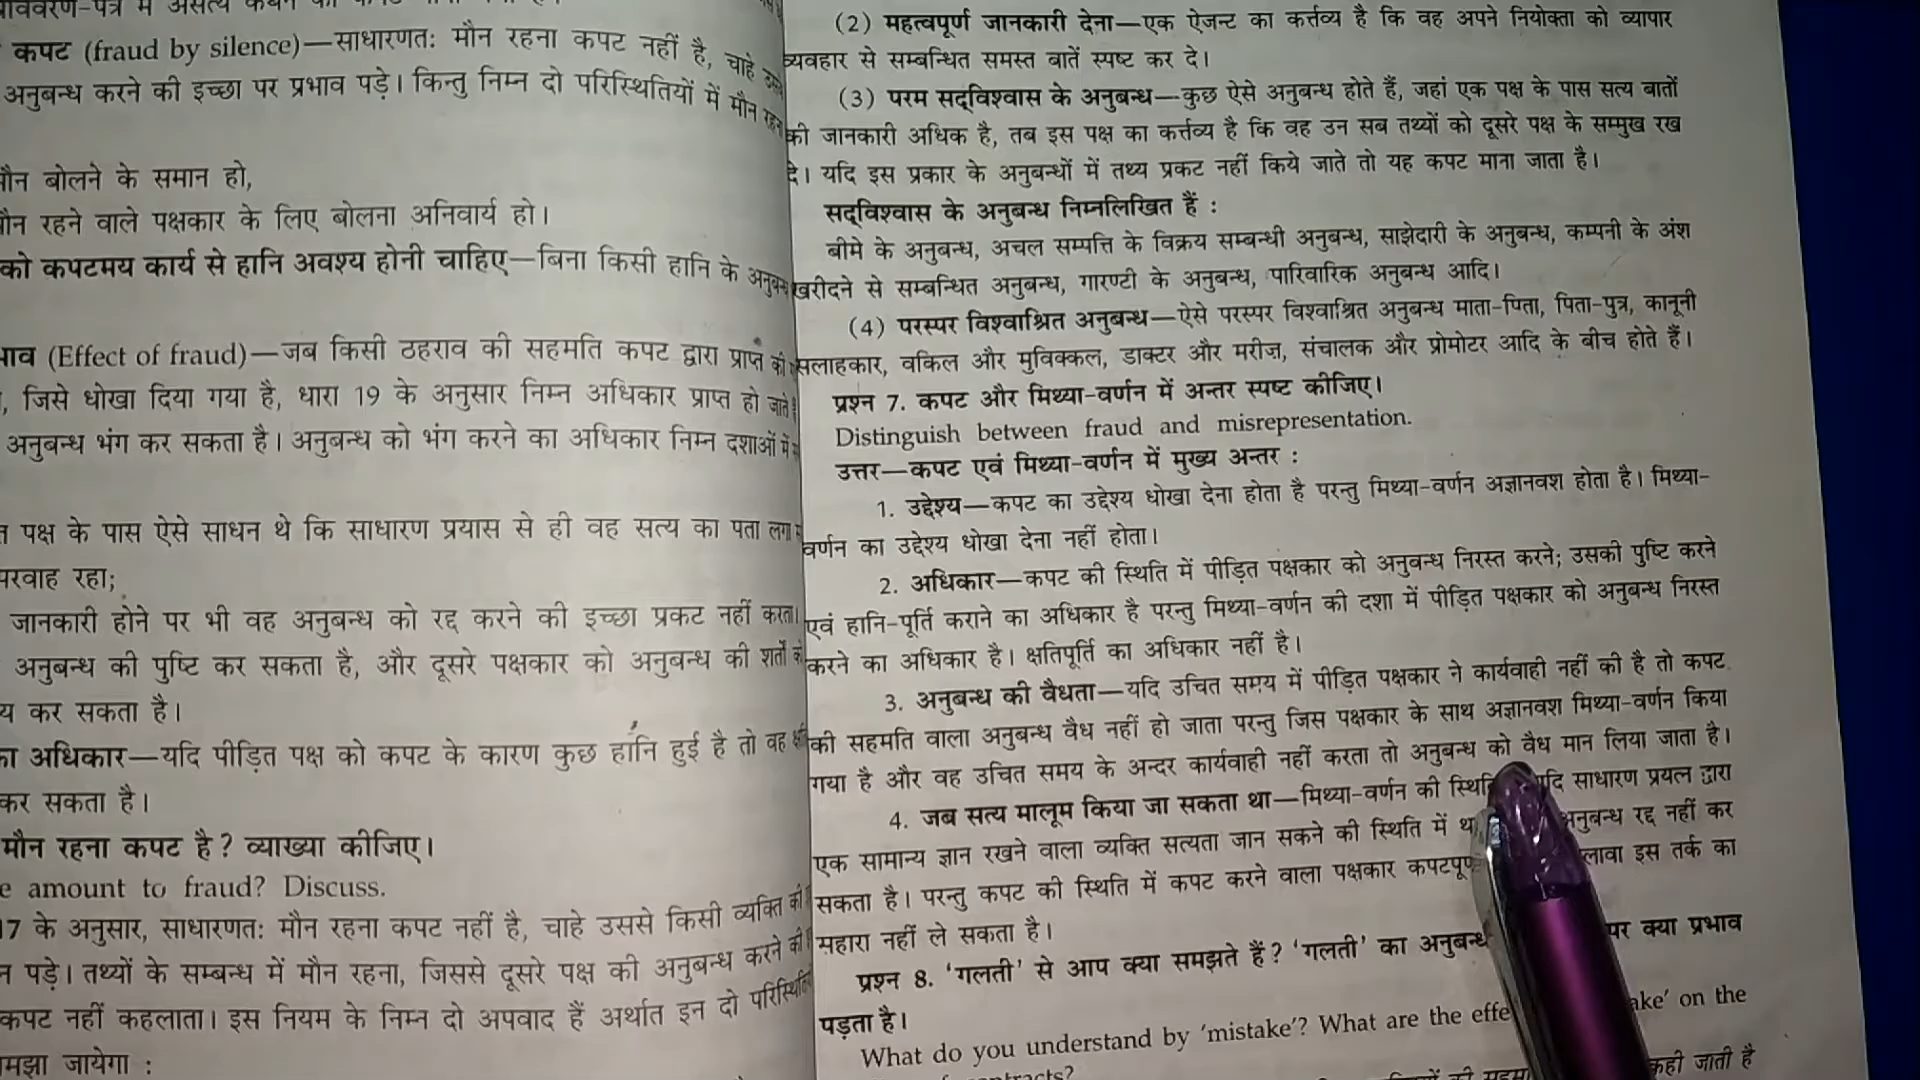 कपट (fraud by silence)—साधारणतः मौन रहना कपट नहीं है, चाहे उससे
अनुबन्ध करने की इच्छा पर प्रभाव पड़े। किन्तु निम्न दो परिस्थितियों में मौन रहना
मौन बोलने के समान हो,
मौन रहने वाले पक्षकार के लिए बोलना अनिवार्य हो।
को कपटमय कार्य से हानि अवश्य होनी चाहिए—बिना किसी हानि के अनुबन्ध
(Effect of fraud)—जब किसी ठहराव की सहमति कपट द्वारा प्राप्त की
, जिसे धोखा दिया गया है, धारा 19 के अनुसार निम्न अधिकार प्राप्त हो जाते
अनुबन्ध भंग कर सकता है। अनुबन्ध को भंग करने का अधिकार निम्न दशाओं में
पक्ष के पास ऐसे साधन थे कि साधारण प्रयास से ही वह सत्य का पता लगा
परवाह रहा;
जानकारी होने पर भी वह अनुबन्ध को रद्द करने की इच्छा प्रकट नहीं करता।
अनुबन्ध की पुष्टि कर सकता है, और दूसरे पक्षकार को अनुबन्ध की शर्तों को
य कर सकता है।
का अधिकार—यदि पीड़ित पक्ष को कपट के कारण कुछ हानि हुई है तो वह
कर सकता है।
मौन रहना कपट है? व्याख्या कीजिए।
e amount to fraud? Discuss.
17 के अनुसार, साधारणतः मौन रहना कपट नहीं है, चाहे उससे किसी व्यक्ति की
न पड़े। तथ्यों के सम्बन्ध में मौन रहना, जिससे दूसरे पक्ष की अनुबन्ध करने की
कपट नहीं कहलाता। इस नियम के निम्न दो अपवाद हैं अर्थात इन दो
समझा जायेगा :
(2) महत्वपूर्ण जानकारी देना—एक ऐजन्ट का कर्त्तव्य है कि वह अपने नियोक्ता को व्यापार
व्यवहार से सम्बन्धित समस्त बातें स्पष्ट कर दे।
(3) परम सद्‌विश्वास के अनुबन्ध—कुछ ऐसे अनुबन्ध होते हैं, जहां एक पक्ष के पास सत्य बातों
की जानकारी अधिक है, तब इस पक्ष का कर्त्तव्य है कि वह उन सब तथ्यों को दूसरे पक्ष के सम्मुख रख
दे। यदि इस प्रकार के अनुबन्धों में तथ्य प्रकट नहीं किये जाते तो यह कपट माना जाता है।
सद्‌विश्वास के अनुबन्ध निम्नलिखित हैं :
बीमे के अनुबन्ध, अचल सम्पत्ति के विक्रय सम्बन्धी अनुबन्ध, साझेदारी के अनुबन्ध, कम्पनी के अंश
खरीदने से सम्बन्धित अनुबन्ध, गारण्टी के अनुबन्ध, पारिवारिक अनुबन्ध आदि।
(4) परस्पर विश्वाश्रित अनुबन्ध—ऐसे परस्पर विश्वाश्रित अनुबन्ध माता-पिता, पिता-पुत्र, कानूनी
सलाहकार, वकिल और मुविक्कल, डाक्टर और मरीज़, संचालक और प्रोमोटर आदि के बीच होते हैं।
प्रश्न 7. कपट और मिथ्या-वर्णन में अन्तर स्पष्ट कीजिए।
Distinguish between fraud and misrepresentation.
उत्तर—कपट एवं मिथ्या-वर्णन में मुख्य अन्तर :
1. उद्देश्य—कपट का उद्देश्य धोखा देना होता है परन्तु मिथ्या-वर्णन अज्ञानवश होता है। मिथ्या-
वर्णन का उद्देश्य धोखा देना नहीं होता।
2. अधिकार—कपट की स्थिति में पीड़ित पक्षकार को अनुबन्ध निरस्त करने; उसकी पुष्टि करने
एवं हानि-पूर्ति कराने का अधिकार है परन्तु मिथ्या-वर्णन की दशा में पीड़ित पक्षकार को अनुबन्ध निरस्त
करने का अधिकार है। क्षतिपूर्ति का अधिकार नहीं है।
3. अनुबन्ध की वैधता—यदि उचित समय में पीड़ित पक्षकार ने कार्यवाही नहीं की है तो कपट
की सहमति वाला अनुबन्ध वैध नहीं हो जाता परन्तु जिस पक्षकार के साथ अज्ञानवश मिथ्या-वर्णन किया
गया है और वह उचित समय के अन्दर कार्यवाही नहीं करता तो अनुबन्ध को वैध मान लिया जाता है।
4. जब सत्य मालूम किया जा सकता था—मिथ्या-वर्णन की साधारण प्रयत्न द्वारा
एक सामान्य ज्ञान रखने वाला व्यक्ति सत्यता जान सकने की स्थिति में अनुबन्ध रद्द नहीं कर
सकता है। परन्तु कपट की स्थिति में कपट करने वाला पक्षकार इस तर्क का
सहारा नहीं ले सकता है।
प्रश्न 8. ‘गलती’ से आप क्या समझते हैं? ‘गलती’ का अनुबन्ध पर क्या प्रभाव
पड़ता है।
What do you understand by ‘mistake’? What are the on the
कही जाती है